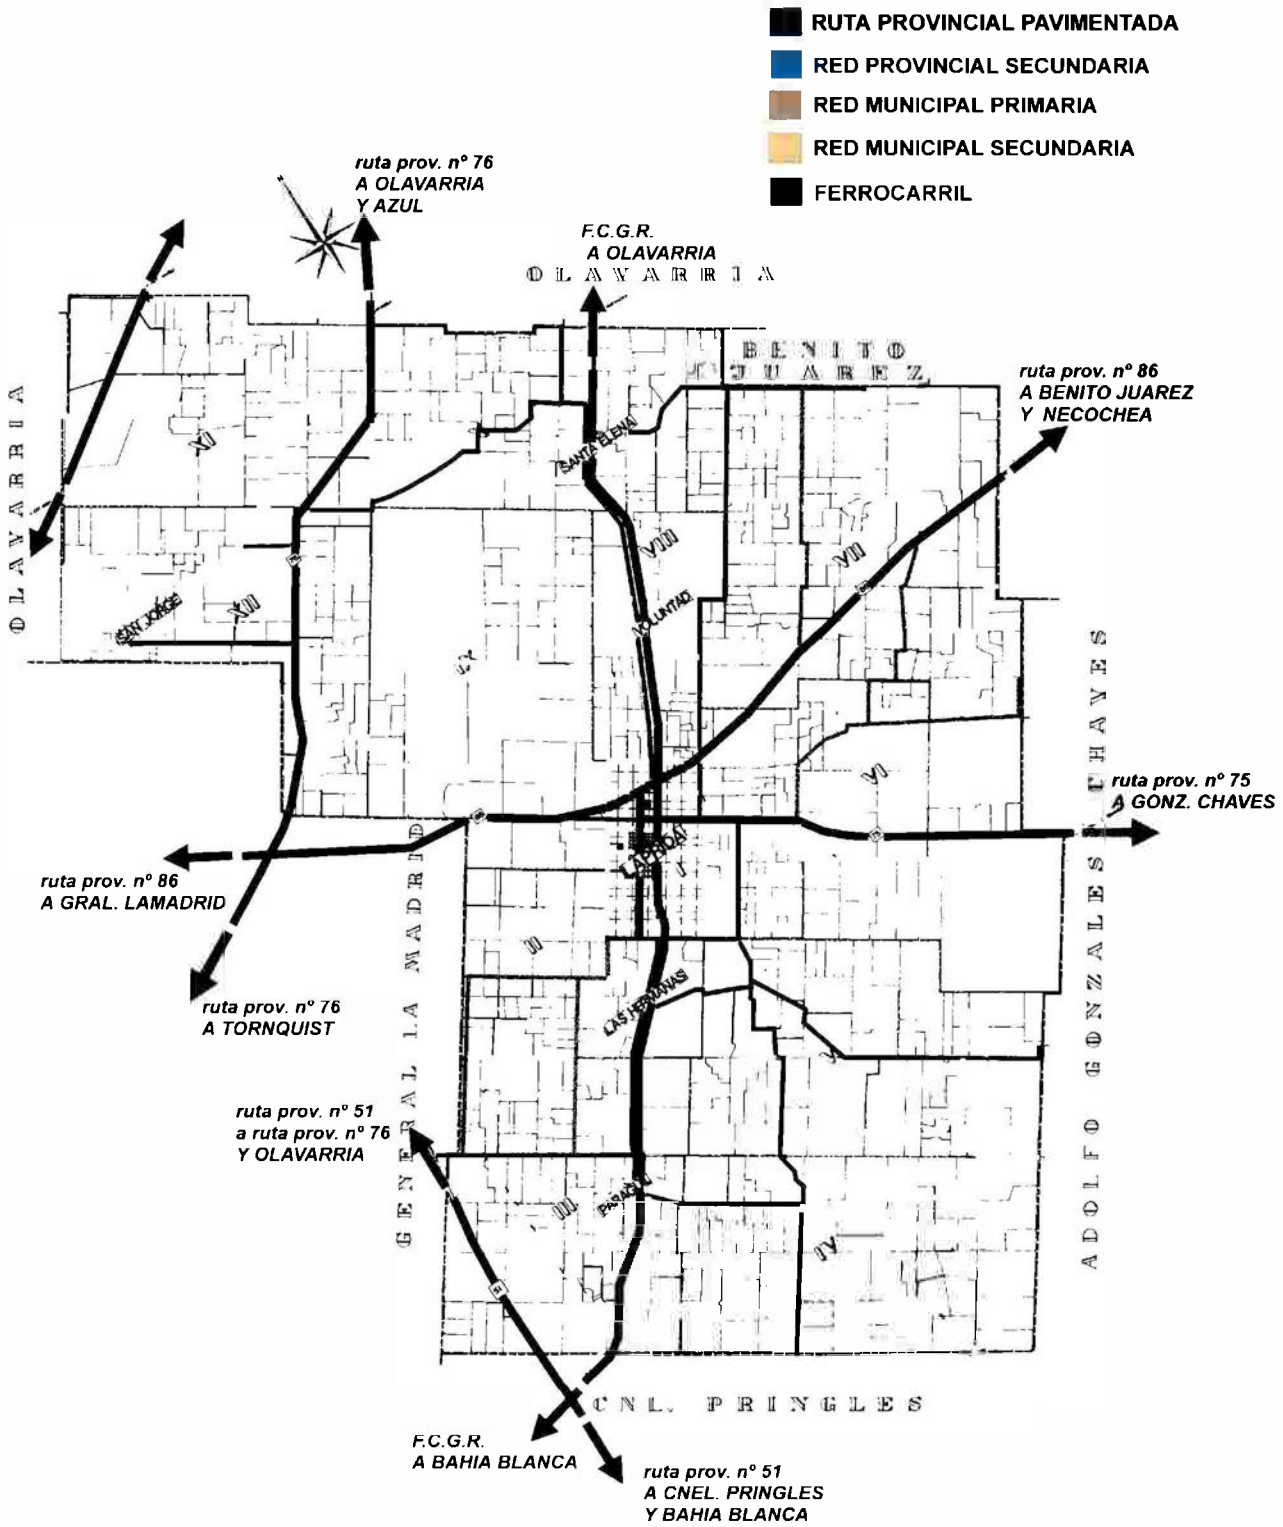 RUTA PROVINCIAL PAVIMENTADA
RED PROVINCIAL SECUNDARIA
RED MUNICIPAL PRIMARIA
RED MUNICIPAL SECUNDARIA
FERROCARRIL
ruta prov. nº 76
A OLAVARRIA
Y AZUL
F.C.G.R.
A OLAVARRIA
OLAVARRIA
BENITO
JUAREZ
ruta prov. nº 86
A BENITO JUAREZ
Y NECOCHEA
OLAVARRIA
XI
SANTA ELENA
VIII
VII
SAN JORGE
XII
VOLUNTAD
VI
ruta prov. nº 75
A GONZ. CHAVES
LAPRIDA
I
ruta prov. nº 86
A GRAL. LAMADRID
II
ruta prov. nº 76
A TORNQUIST
LAS HERMANAS
V
GENERAL LA MADRID
ADOLFO GONZALES CHAVES
ruta prov. nº 51
a ruta prov. nº 76
Y OLAVARRIA
III
IV
51
CNL. PRINGLES
F.C.G.R.
A BAHIA BLANCA
ruta prov. nº 51
A CNEL. PRINGLES
Y BAHIA BLANCA